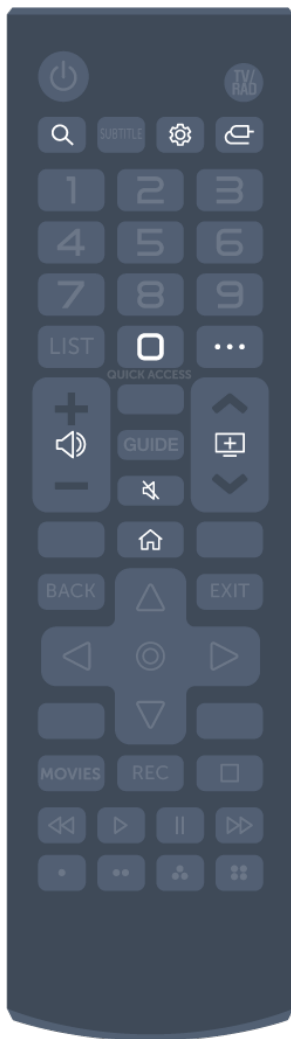 TV/
RAD
SUBTITLE
1 2 3
4 5 6
7 8 9
LIST 0 ...
QUICK ACCESS
+
GUIDE
-
BACK EXIT
MOVIES REC